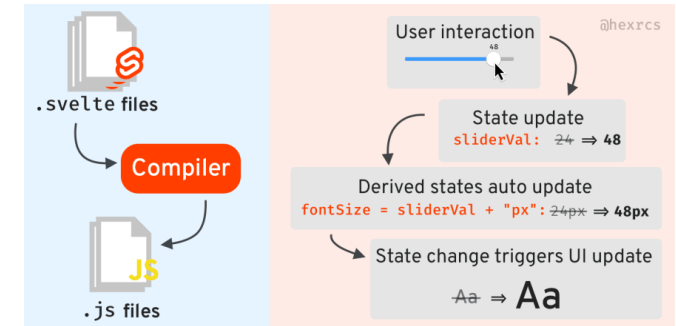 .svelte files
Compiler
JS
.js files
@hexrcs
User interaction
48
State update
sliderVal: 24 ⇒ 48
Derived states auto update
fontSize = sliderVal + "px": 24px ⇒ 48px
State change triggers UI update
Aa ⇒ Aa